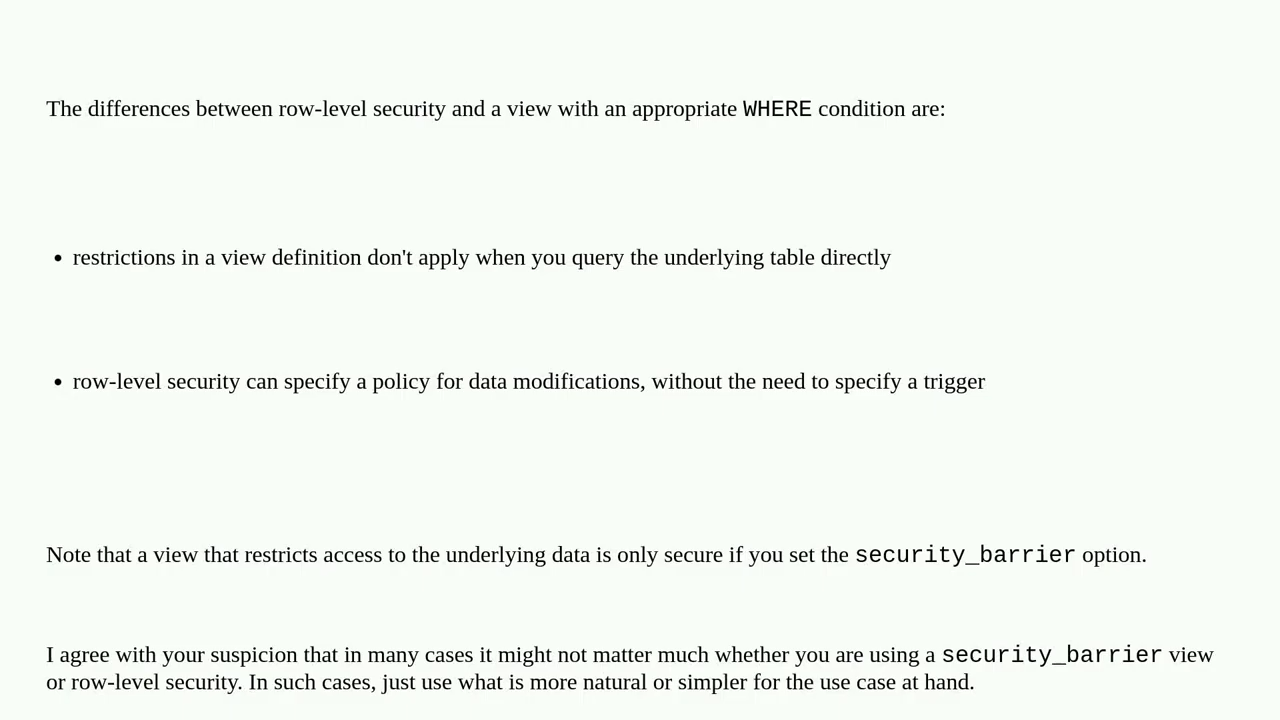 The differences between row-level security and a view with an appropriate WHERE condition are:
• restrictions in a view definition don't apply when you query the underlying table directly
• row-level security can specify a policy for data modifications, without the need to specify a trigger
Note that a view that restricts access to the underlying data is only secure if you set the security_barrier option.
I agree with your suspicion that in many cases it might not matter much whether you are using a security_barrier view
or row-level security. In such cases, just use what is more natural or simpler for the use case at hand.